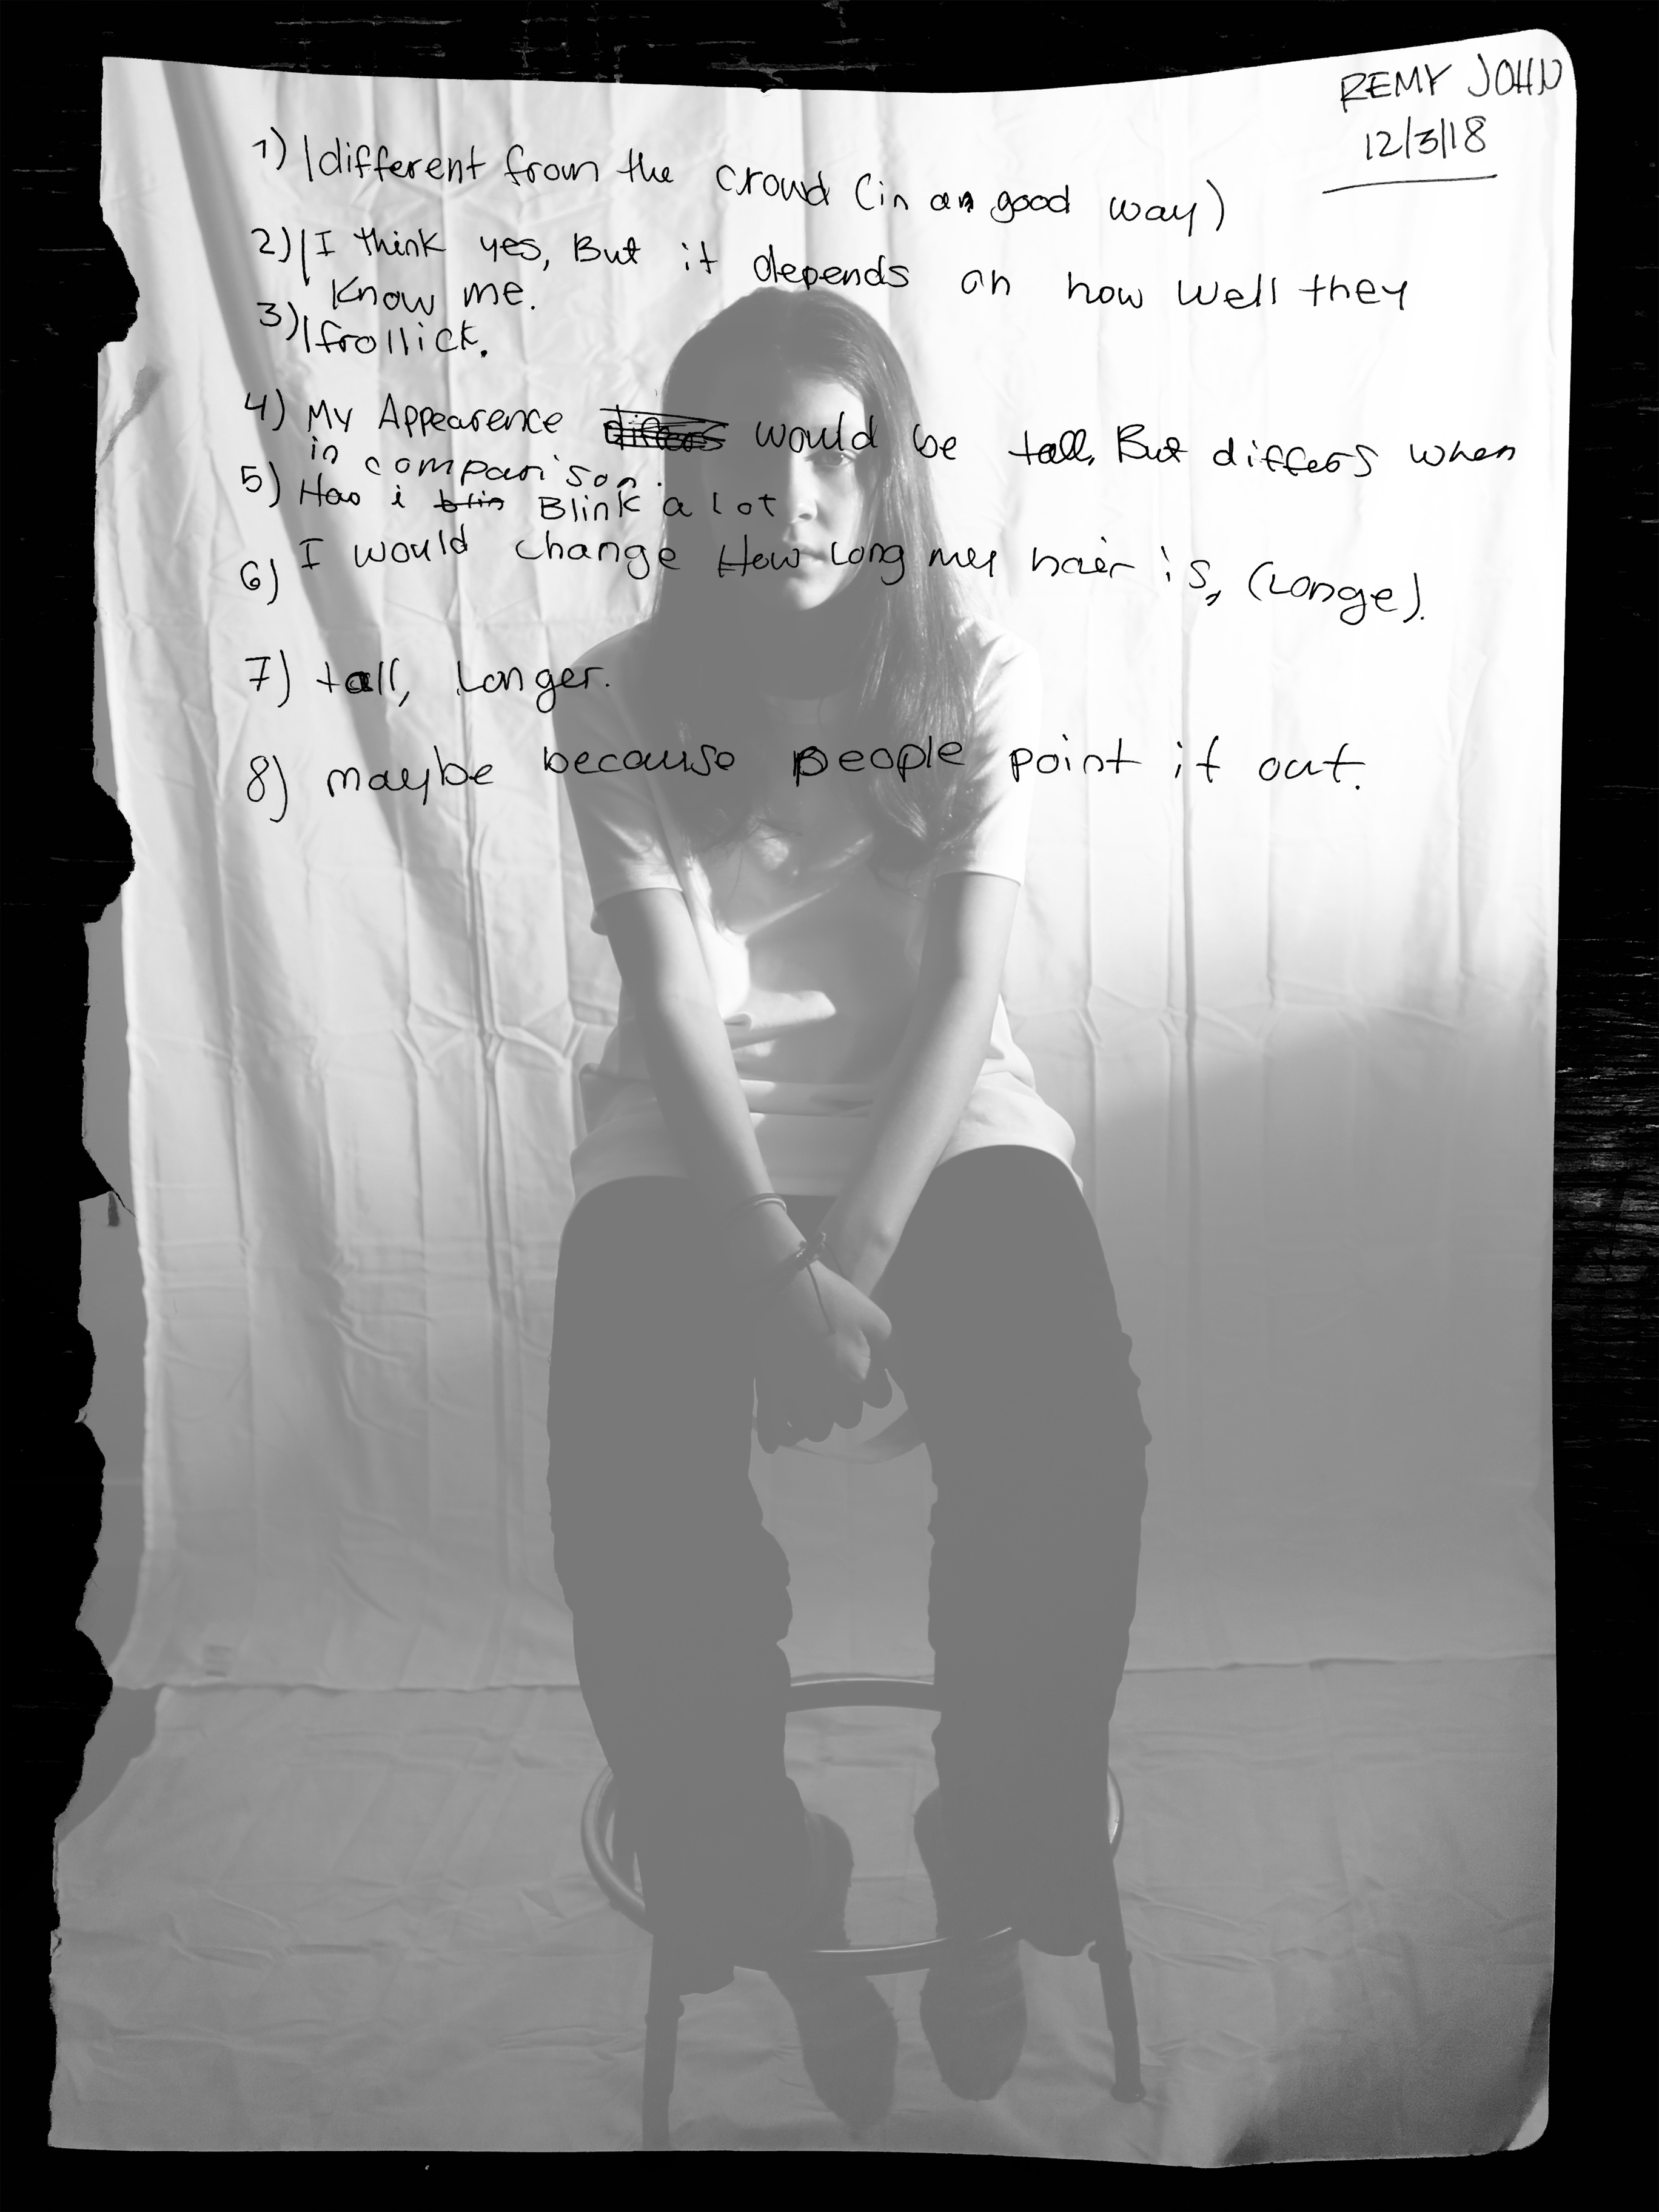 REMY JOHN
12/3/18
1) different from the crowd (in an good way)
2) I think yes, But it depends on how well they
know me.
3) frollick.
4) My Appearence differs would be tall, But differs when
in comparison.
5) How i blin Blink a lot
6) I would change How long my hair is, (Longe).
7) tall, Longer.
8) maybe because people point it out.